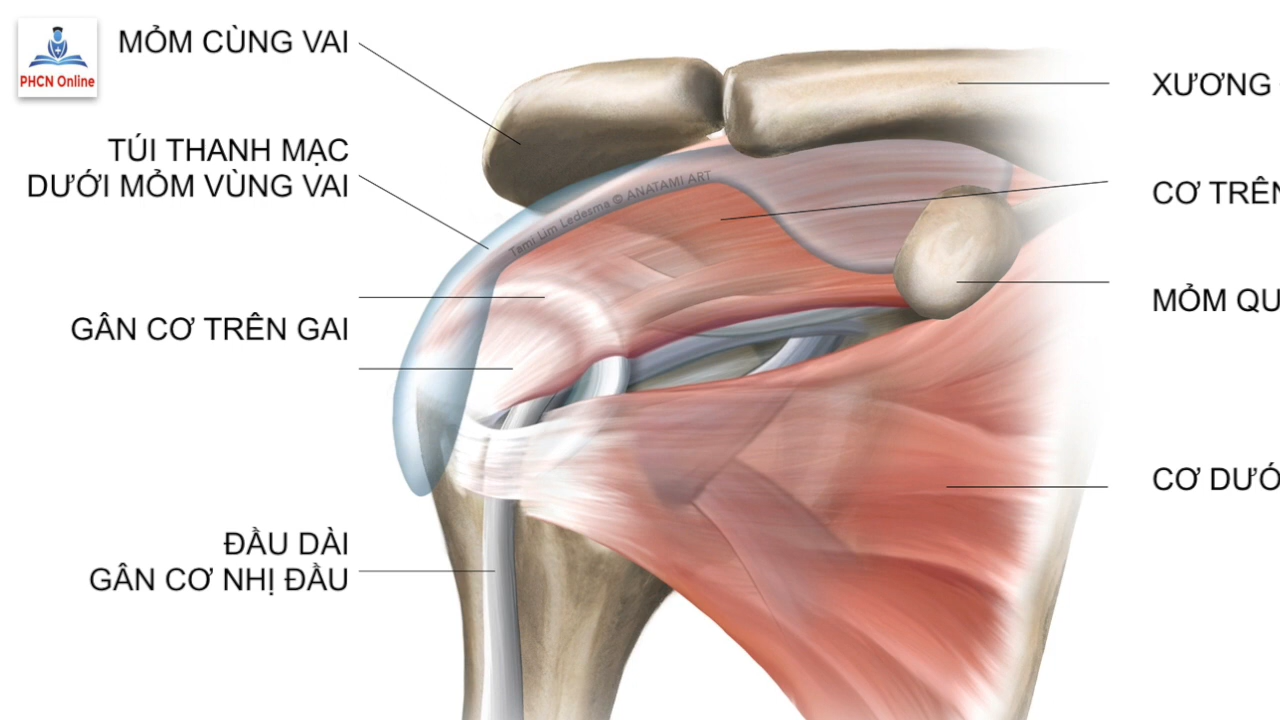 PHCN Online
MỎM CÙNG VAI
TÚI THANH MẠC
DƯỚI MỎM VÙNG VAI
GÂN CƠ TRÊN GAI
ĐẦU DÀI
GÂN CƠ NHỊ ĐẦU
Tami Lim Ledesma © ANATAMI ART
XƯƠNG
CƠ TRÊN
MỎM QU
CƠ DƯỚ